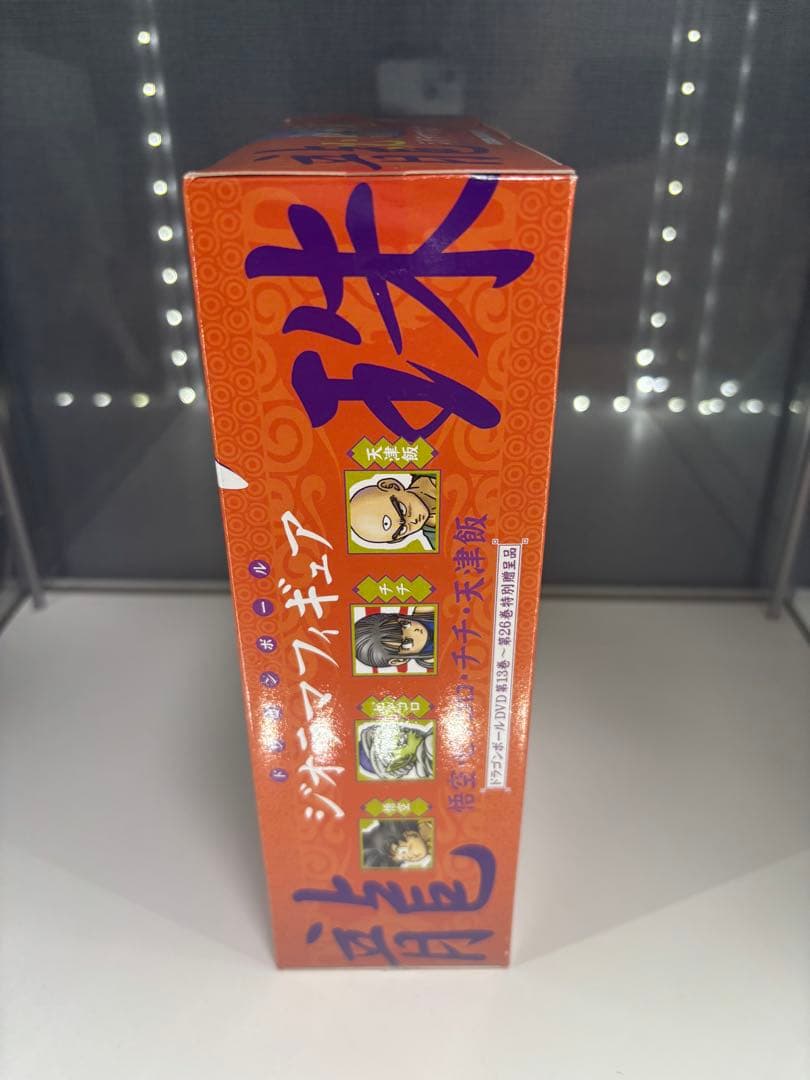 龍珠
ドラゴンボール
ジオラマフィギュア
悟空
ピッコロ
チチ
天津飯
悟空・ピッコロ・チチ・天津飯
ドラゴンボールDVD第13巻〜第26巻特別贈呈品